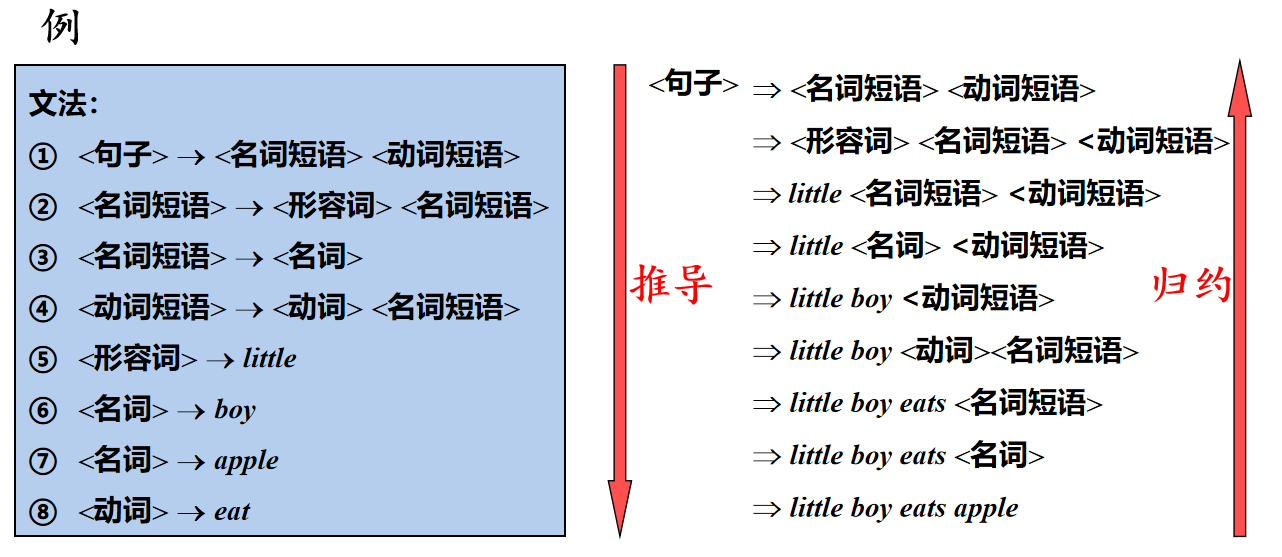 例
文法：
① <句子> → <名词短语> <动词短语>
② <名词短语> → <形容词> <名词短语>
③ <名词短语> → <名词>
④ <动词短语> → <动词> <名词短语>
⑤ <形容词> → little
⑥ <名词> → boy
⑦ <名词> → apple
⑧ <动词> → eat
推导
<句子> ⇒ <名词短语> <动词短语>
⇒ <形容词> <名词短语> <动词短语>
⇒ little <名词短语> <动词短语>
⇒ little <名词> <动词短语>
⇒ little boy <动词短语>
⇒ little boy <动词><名词短语>
⇒ little boy eats <名词短语>
⇒ little boy eats <名词>
⇒ little boy eats apple
归约